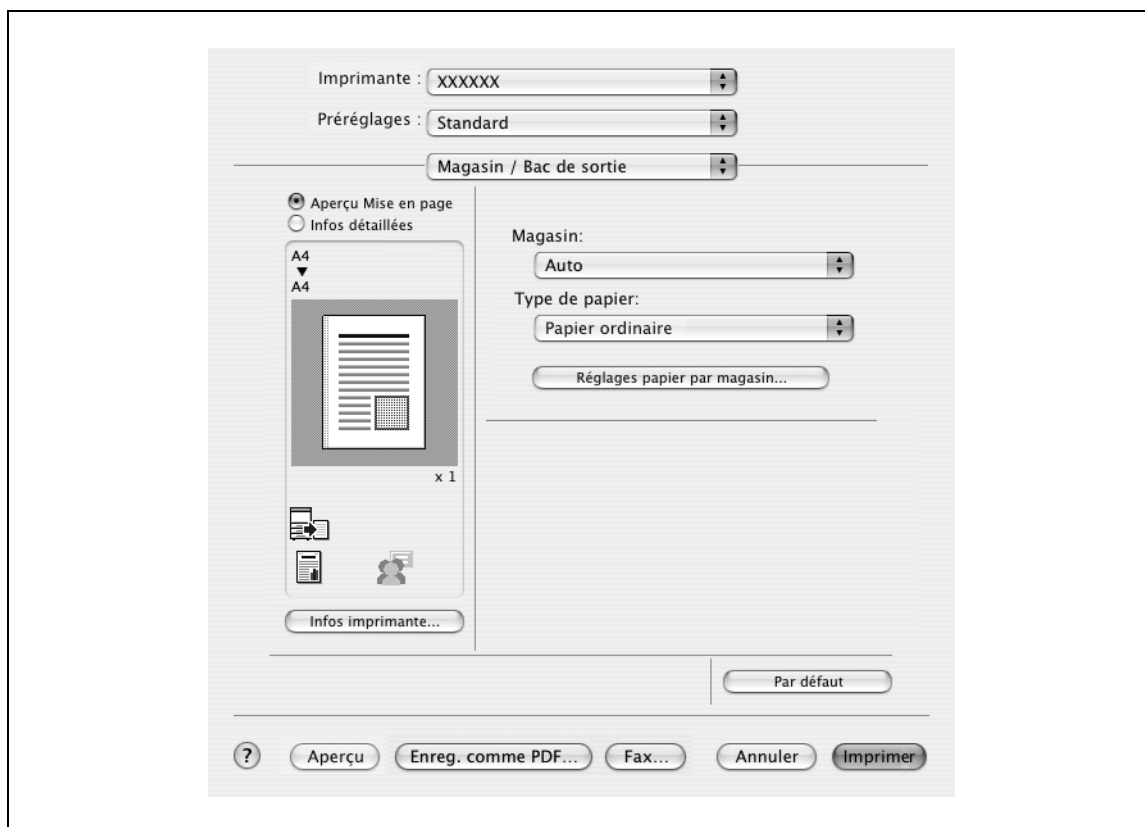 Imprimante : XXXXXX
Préréglages : Standard
Magasin / Bac de sortie
Aperçu Mise en page
Infos détaillées
A4
A4
x 1
Infos imprimante...
Magasin:
Auto
Type de papier:
Papier ordinaire
Réglages papier par magasin...
Par défaut
? Aperçu Enreg. comme PDF... Fax... Annuler Imprimer